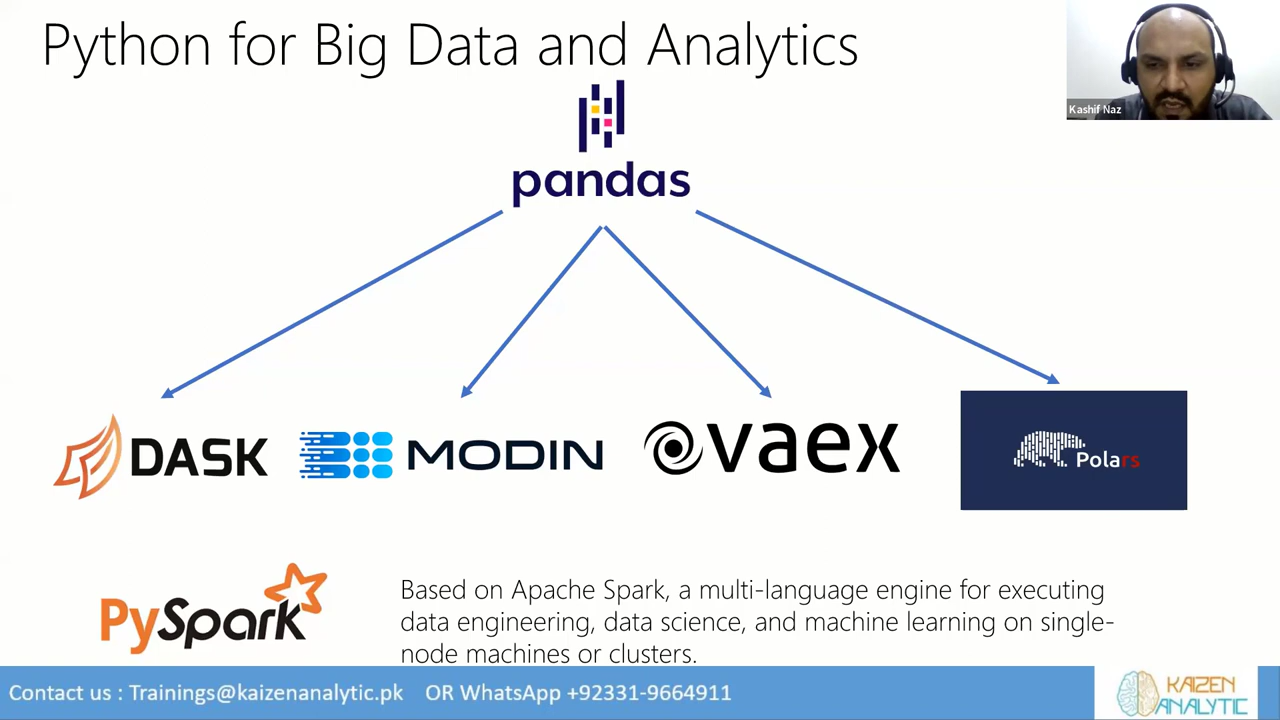 Python for Big Data and Analytics
Kashif Naz
pandas
DASK
MODIN
vaex
Polars
PySpark
Based on Apache Spark, a multi-language engine for executing
data engineering, data science, and machine learning on single-
node machines or clusters.
Contact us : Trainings@kaizenanalytic.pk OR WhatsApp +92331-9664911
KAIZEN
ANALYTIC